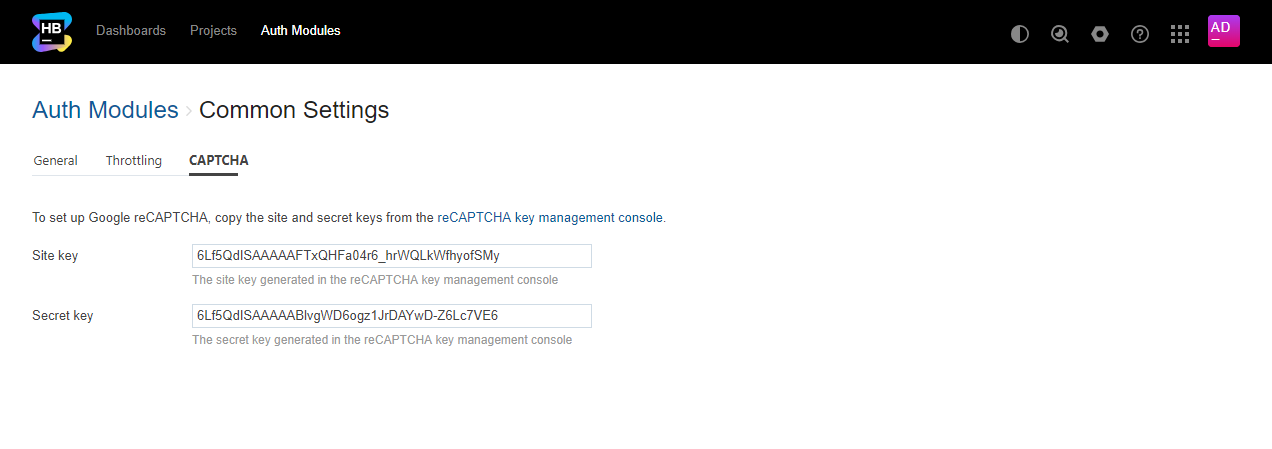 HB
Dashboards Projects Auth Modules
AD
Auth Modules › Common Settings
General Throttling CAPTCHA
To set up Google reCAPTCHA, copy the site and secret keys from the reCAPTCHA key management console.
Site key 6Lf5QdISAAAAAFTxQHFa04r6_hrWQLkWfhyofSMy
The site key generated in the reCAPTCHA key management console
Secret key 6Lf5QdISAAAAABlvgWD6ogz1JrDAYwD-Z6Lc7VE6
The secret key generated in the reCAPTCHA key management console